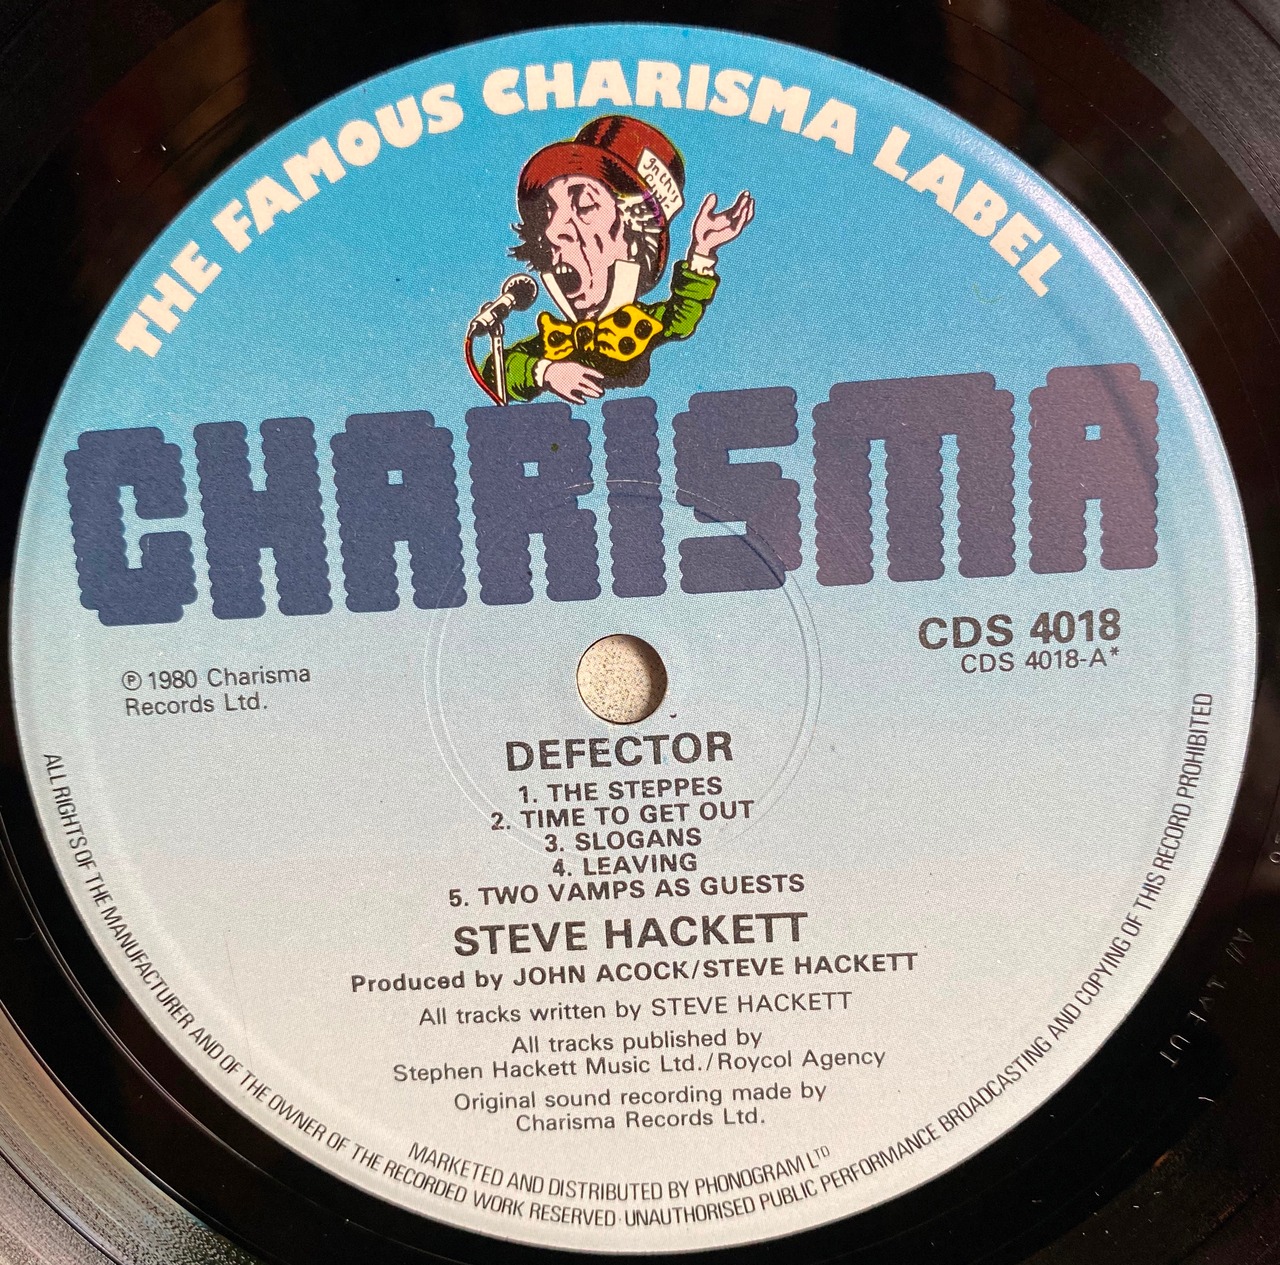 THE FAMOUS CHARISMA LABEL
In this
CHARISMA
CDS 4018
CDS 4018-A*
℗ 1980 Charisma
Records Ltd.
DEFECTOR
1. THE STEPPES
2. TIME TO GET OUT
3. SLOGANS
4. LEAVING
5. TWO VAMPS AS GUESTS
STEVE HACKETT
Produced by JOHN ACOCK/STEVE HACKETT
All tracks written by STEVE HACKETT
All tracks published by
Stephen Hackett Music Ltd./Roycol Agency
Original sound recording made by
Charisma Records Ltd.
MARKETED AND DISTRIBUTED BY PHONOGRAM LTD
ALL RIGHTS OF THE MANUFACTURER AND OF THE OWNER OF THE RECORDED WORK RESERVED · UNAUTHORISED PUBLIC PERFORMANCE BROADCASTING AND COPYING OF THIS RECORD PROHIBITED